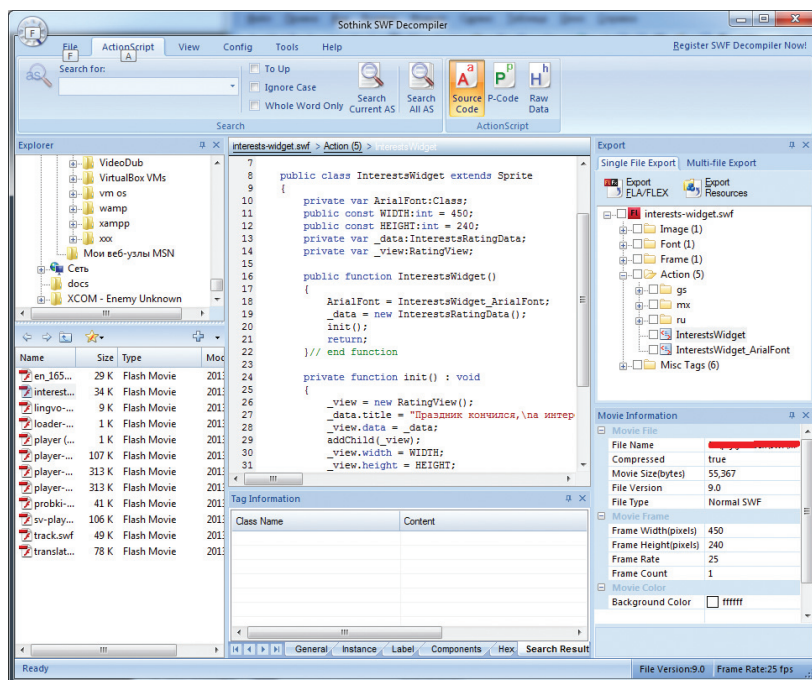 Sothink SWF Decompiler
F
File ActionScript View Config Tools Help Register SWF Decompiler Now!
F A
Search for:
To Up
Ignore Case
Whole Word Only
Search Current AS
Search All AS
Source Code
P-Code
Raw Data
Search
ActionScript
Explorer
VideoDub
VirtualBox VMs
vm os
wamp
xampp
xxx
Мои веб-узлы MSN
Сеть
docs
XCOM - Enemy Unknown
Name Size Type Mod
en_165... 29 K Flash Movie 2013
interest... 34 K Flash Movie 2013
lingvo-... 9 K Flash Movie 2013
loader-... 1 K Flash Movie 2013
player (... 1 K Flash Movie 2013
player-... 107 K Flash Movie 2013
player-... 313 K Flash Movie 2013
player-... 313 K Flash Movie 2013
probki-... 41 K Flash Movie 2013
sv-play... 106 K Flash Movie 2013
track.swf 49 K Flash Movie 2013
translat... 78 K Flash Movie 2013
interests-widget.swf > Action (5) > InterestsWidget
7
8 public class InterestsWidget extends Sprite
9 {
10 private var ArialFont:Class;
11 public const WIDTH:int = 450;
12 public const HEIGHT:int = 240;
13 private var _data:InterestsRatingData;
14 private var _view:RatingView;
15
16 public function InterestsWidget()
17 {
18 ArialFont = InterestsWidget_ArialFont;
19 _data = new InterestsRatingData();
20 init();
21 return;
22 }// end function
23
24 private function init() : void
25 {
26 _view = new RatingView();
27 _data.title = "Праздник кончился,\nа интер
28 _view.data = _data;
29 addChild(_view);
30 _view.width = WIDTH;
31 _view.height = HEIGHT;
Tag Information
Class Name Content
General Instance Label Components Hex Search Result
Export
Single File Export Multi-file Export
Export FLA/FLEX
Export Resources
interests-widget.swf
Image (1)
Font (1)
Frame (1)
Action (5)
gs
mx
ru
InterestsWidget
InterestsWidget_ArialFont
Misc Tags (6)
Movie Information
Movie File
File Name
Compressed true
Movie Size(bytes) 55,367
File Version 9.0
File Type Normal SWF
Movie Frame
Frame Width(pixels) 450
Frame Height(pixels) 240
Frame Rate 25
Frame Count 1
Movie Color
Background Color ffffff
Ready File Version:9.0 Frame Rate:25 fps